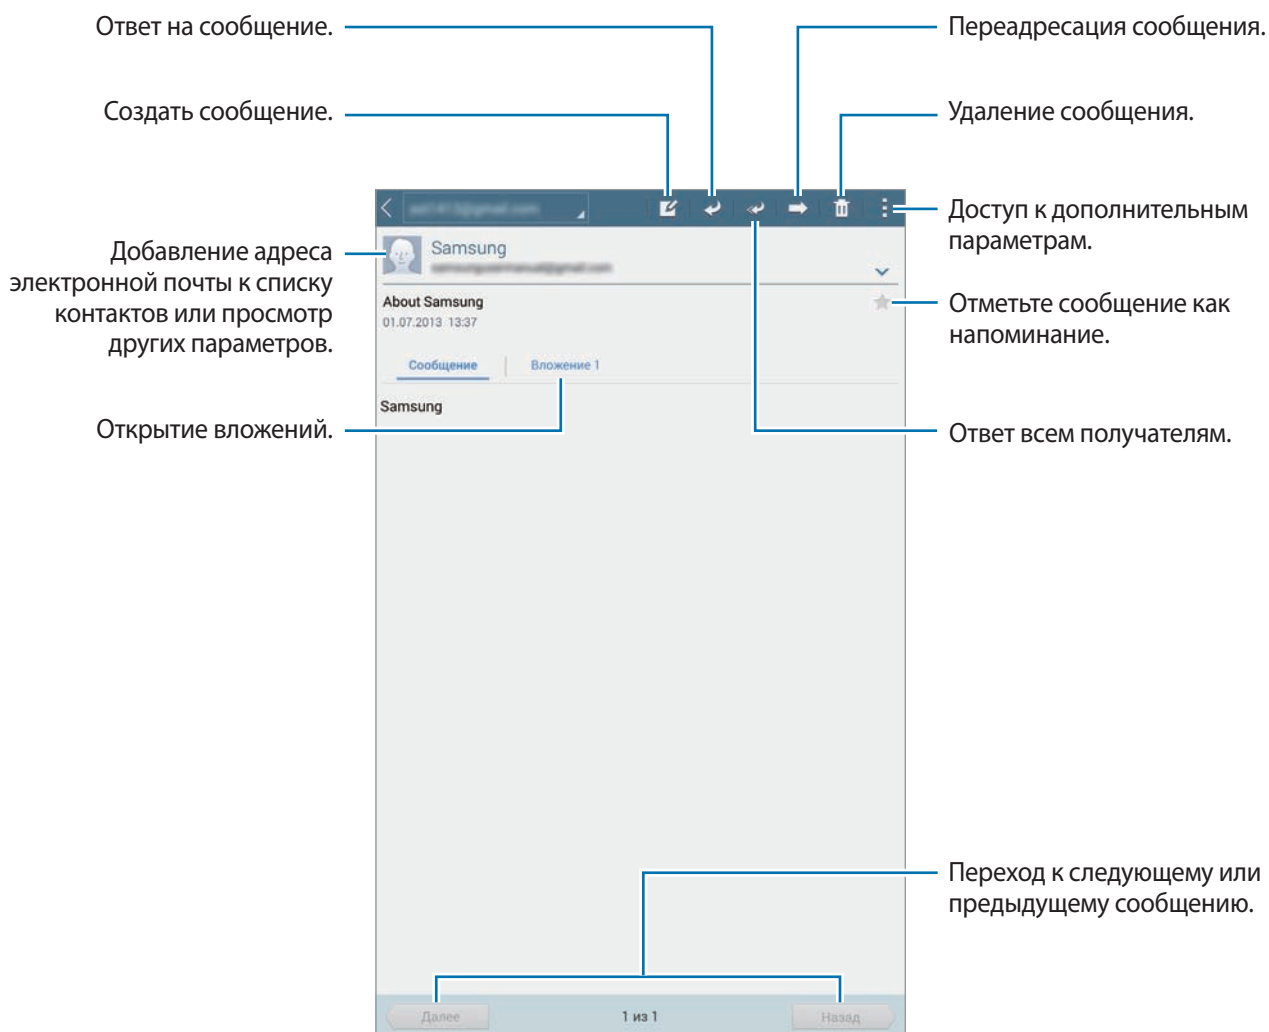 Ответ на сообщение.
Переадресация сообщения.
Создать сообщение.
Удаление сообщения.
Доступ к дополнительным
параметрам.
Добавление адреса
электронной почты к списку
контактов или просмотр
других параметров.
Samsung
About Samsung
01.07.2013 13:37
Отметьте сообщение как
напоминание.
Сообщение
Вложение 1
Samsung
Открытие вложений.
Ответ всем получателям.
Переход к следующему или
предыдущему сообщению.
Далее
1 из 1
Назад